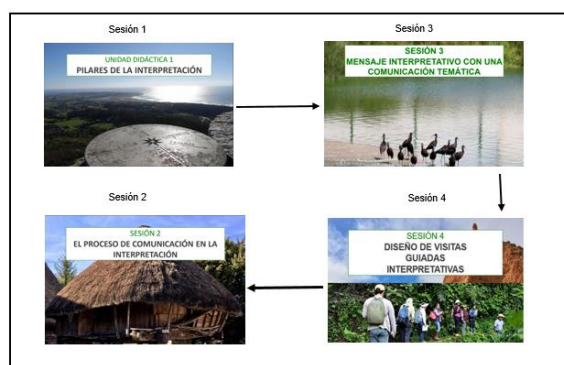 Sesión 1
UNIDAD DIDÁCTICA 1
PILARES DE LA INTERPRETACIÓN
Sesión 3
SESIÓN 3
MENSAJE INTERPRETATIVO CON UNA
COMUNICACIÓN TEMÁTICA
Sesión 2
SESIÓN 2
EL PROCESO DE COMUNICACIÓN EN LA
INTERPRETACIÓN
Sesión 4
SESIÓN 4
DISEÑO DE VISITAS
GUIADAS
INTERPRETATIVAS